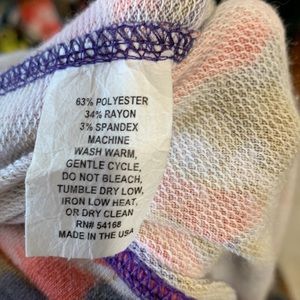 63% POLYESTER
34% RAYON
3% SPANDEX
MACHINE
WASH WARM,
GENTLE CYCLE,
DO NOT BLEACH,
TUMBLE DRY LOW,
IRON LOW HEAT,
OR DRY CLEAN
RN# 54168
MADE IN THE USA